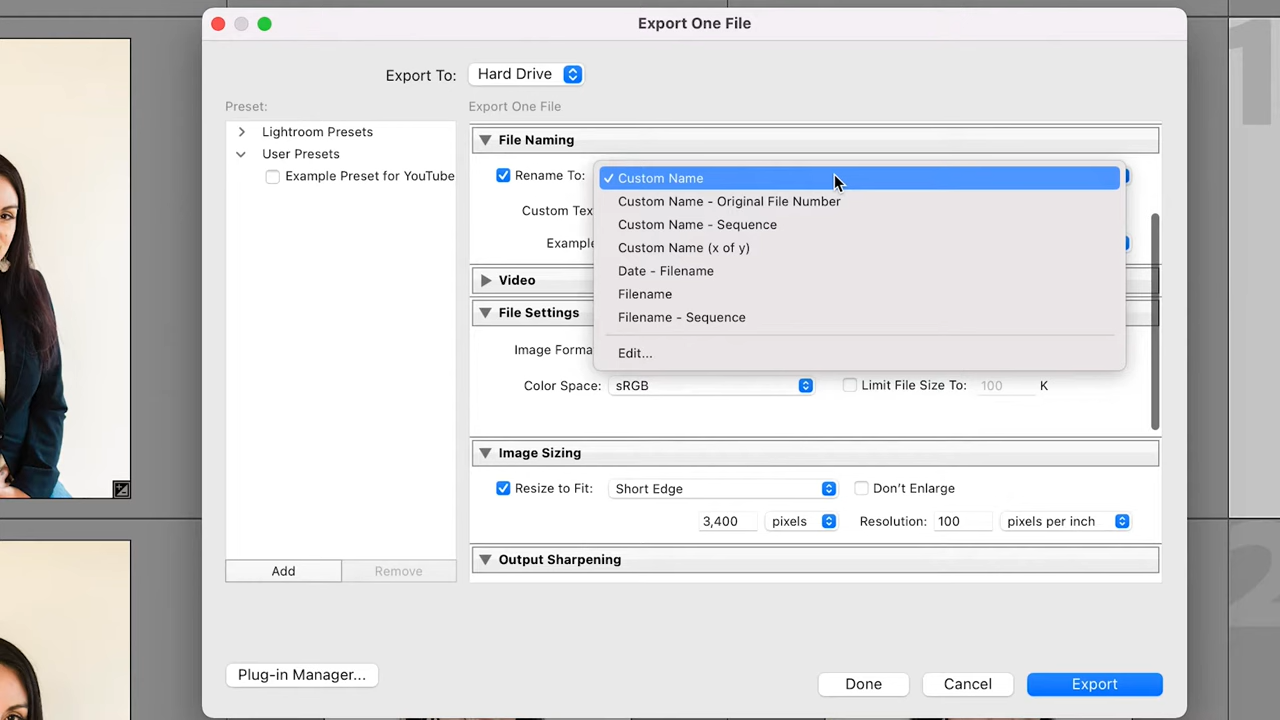 Export One File
Export To: Hard Drive
Preset:
Export One File
Lightroom Presets
User Presets
Example Preset for YouTube
File Naming
Rename To:
Custom Name
Custom Name - Original File Number
Custom Name - Sequence
Custom Name (x of y)
Date - Filename
Filename
Filename - Sequence
Edit...
Custom Tex
Example
Video
File Settings
Image Forma
Color Space: sRGB Limit File Size To: 100 K
Image Sizing
Resize to Fit: Short Edge Don't Enlarge
3,400 pixels Resolution: 100 pixels per inch
Output Sharpening
Add Remove
Plug-in Manager...
Done Cancel Export
1
2